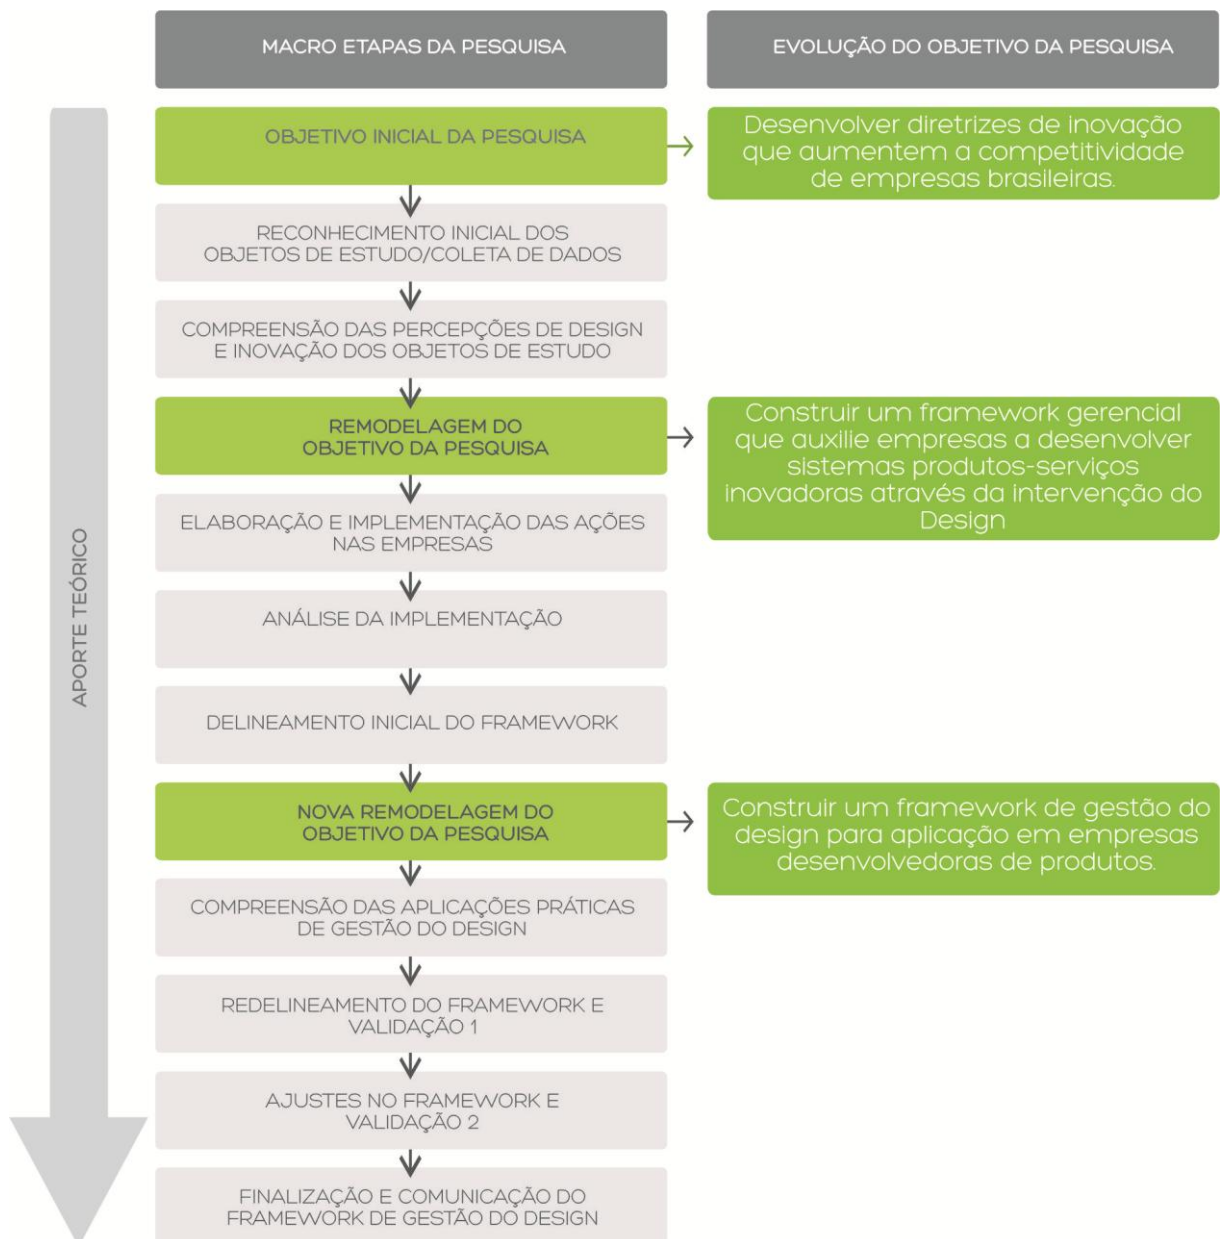 MACRO ETAPAS DA PESQUISA
EVOLUÇÃO DO OBJETIVO DA PESQUISA
APORTE TEÓRICO
OBJETIVO INICIAL DA PESQUISA
Desenvolver diretrizes de inovação
que aumentem a competitividade
de empresas brasileiras.
RECONHECIMENTO INICIAL DOS
OBJETOS DE ESTUDO/COLETA DE DADOS
COMPREENSÃO DAS PERCEPÇÕES DE DESIGN
E INOVAÇÃO DOS OBJETOS DE ESTUDO
REMODELAGEM DO
OBJETIVO DA PESQUISA
Construir um framework gerencial
que auxilie empresas a desenvolver
sistemas produtos-serviços
inovadoras através da intervenção do
Design
ELABORAÇÃO E IMPLEMENTAÇÃO DAS AÇÕES
NAS EMPRESAS
ANÁLISE DA IMPLEMENTAÇÃO
DELINEAMENTO INICIAL DO FRAMEWORK
NOVA REMODELAGEM DO
OBJETIVO DA PESQUISA
Construir um framework de gestão do
design para aplicação em empresas
desenvolvedoras de produtos.
COMPREENSÃO DAS APLICAÇÕES PRÁTICAS
DE GESTÃO DO DESIGN
REDELINEAMENTO DO FRAMEWORK E
VALIDAÇÃO 1
AJUSTES NO FRAMEWORK E
VALIDAÇÃO 2
FINALIZAÇÃO E COMUNICAÇÃO DO
FRAMEWORK DE GESTÃO DO DESIGN